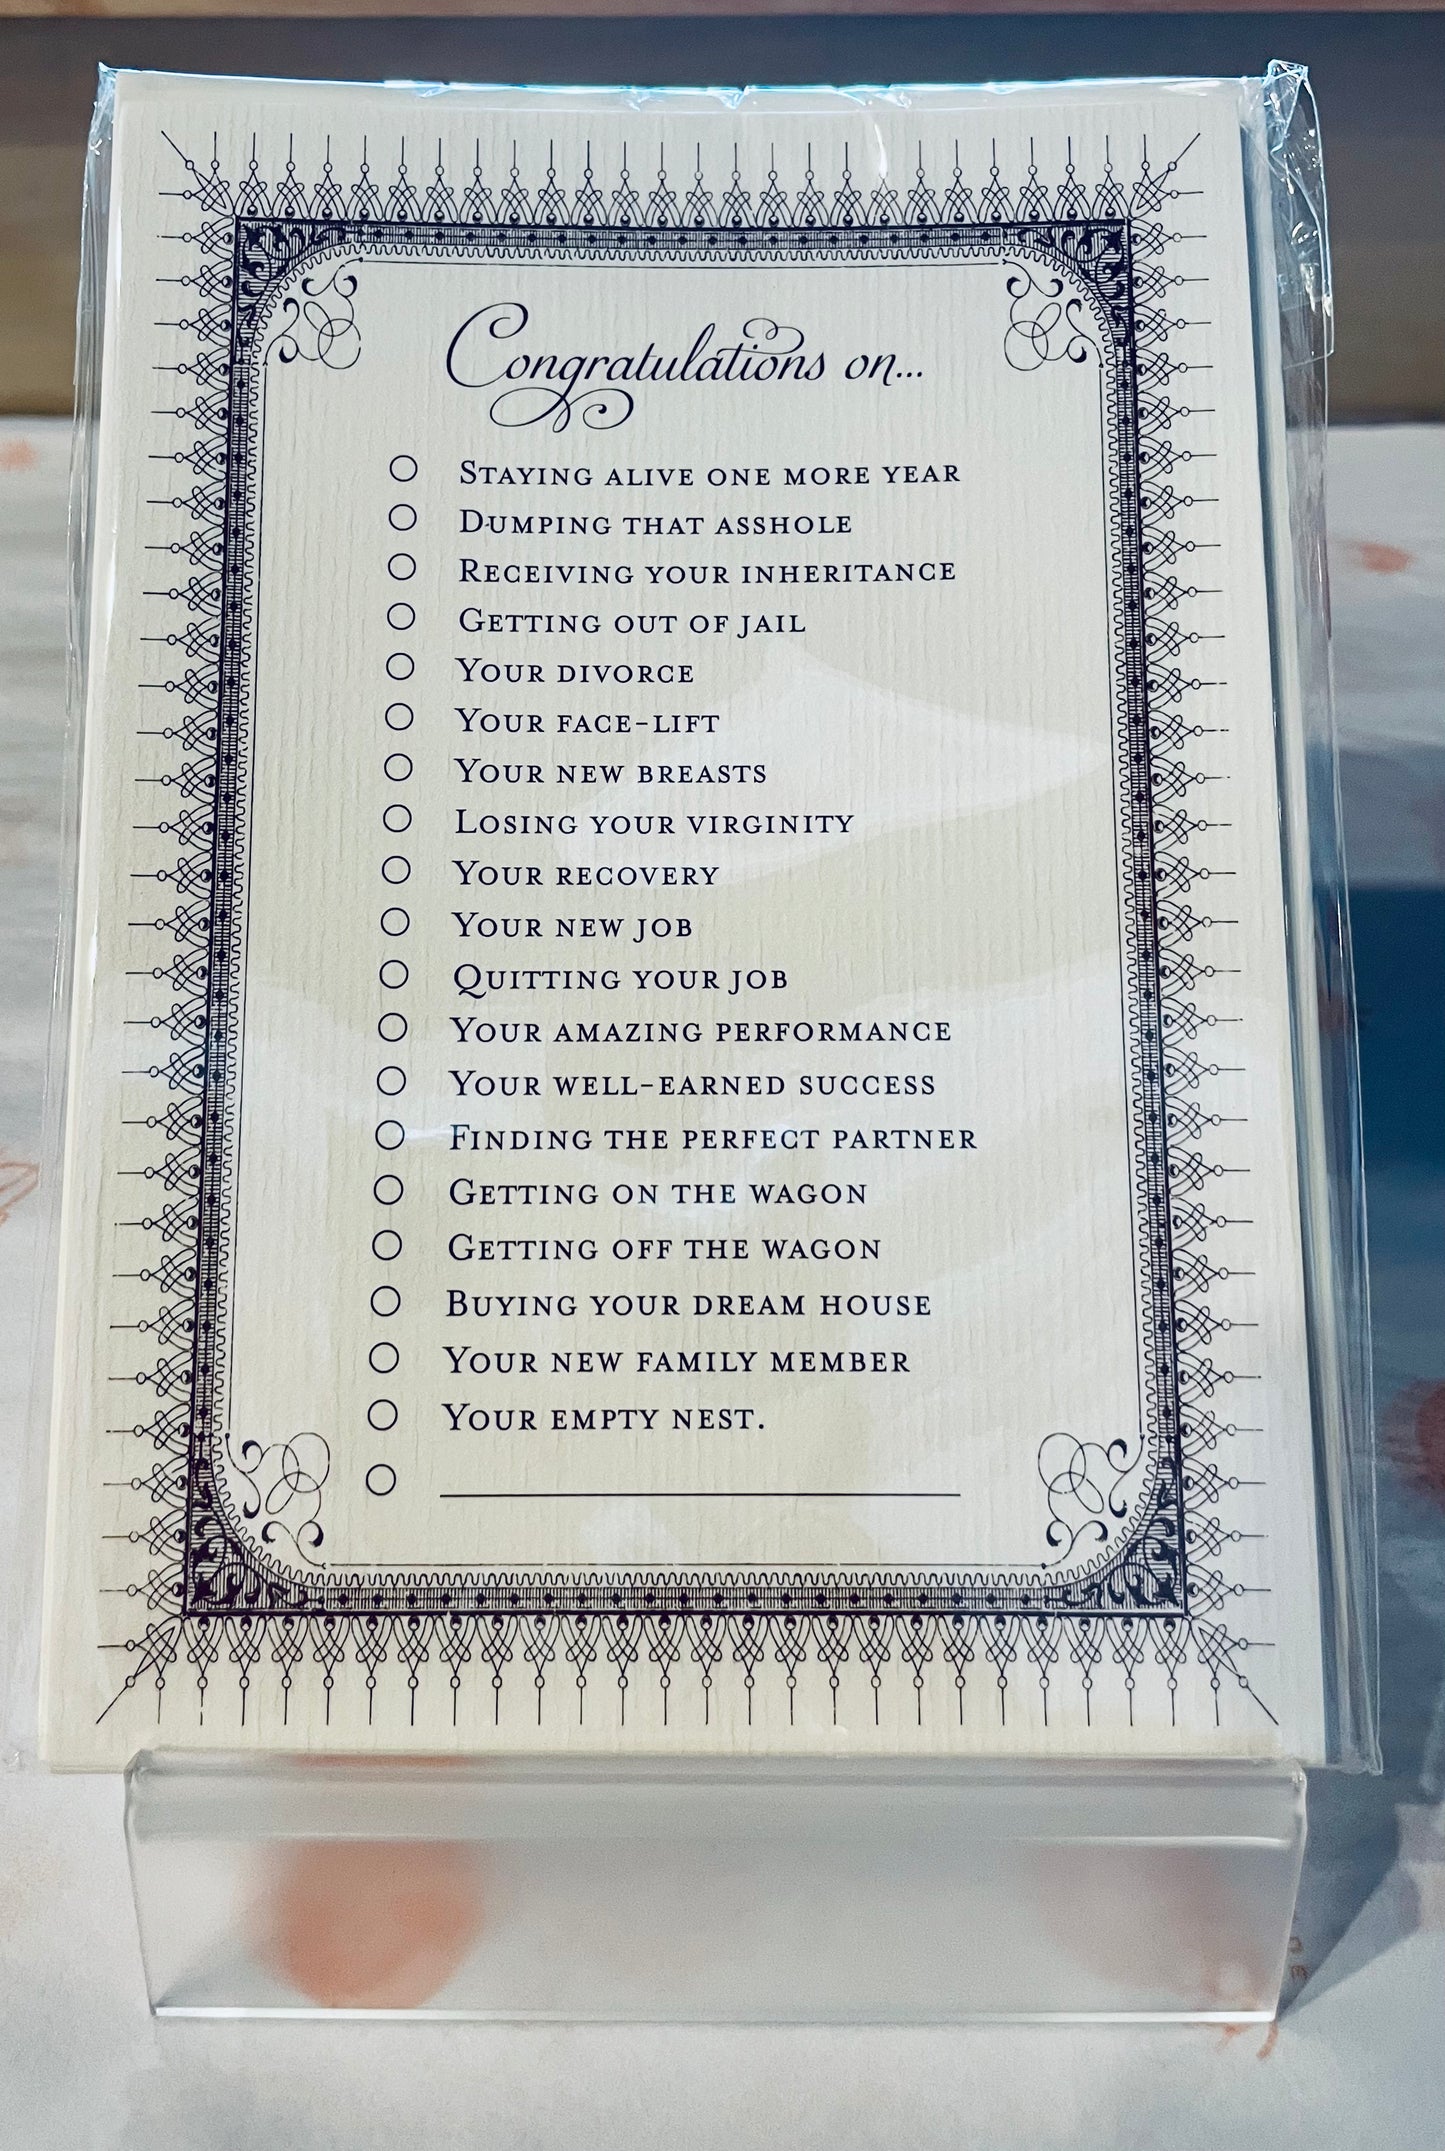 Congratulations on...
Staying alive one more year
Dumping that asshole
Receiving your inheritance
Getting out of jail
Your divorce
Your face-lift
Your new breasts
Losing your virginity
Your recovery
Your new job
Quitting your job
Your amazing performance
Your well-earned success
Finding the perfect partner
Getting on the wagon
Getting off the wagon
Buying your dream house
Your new family member
Your empty nest.